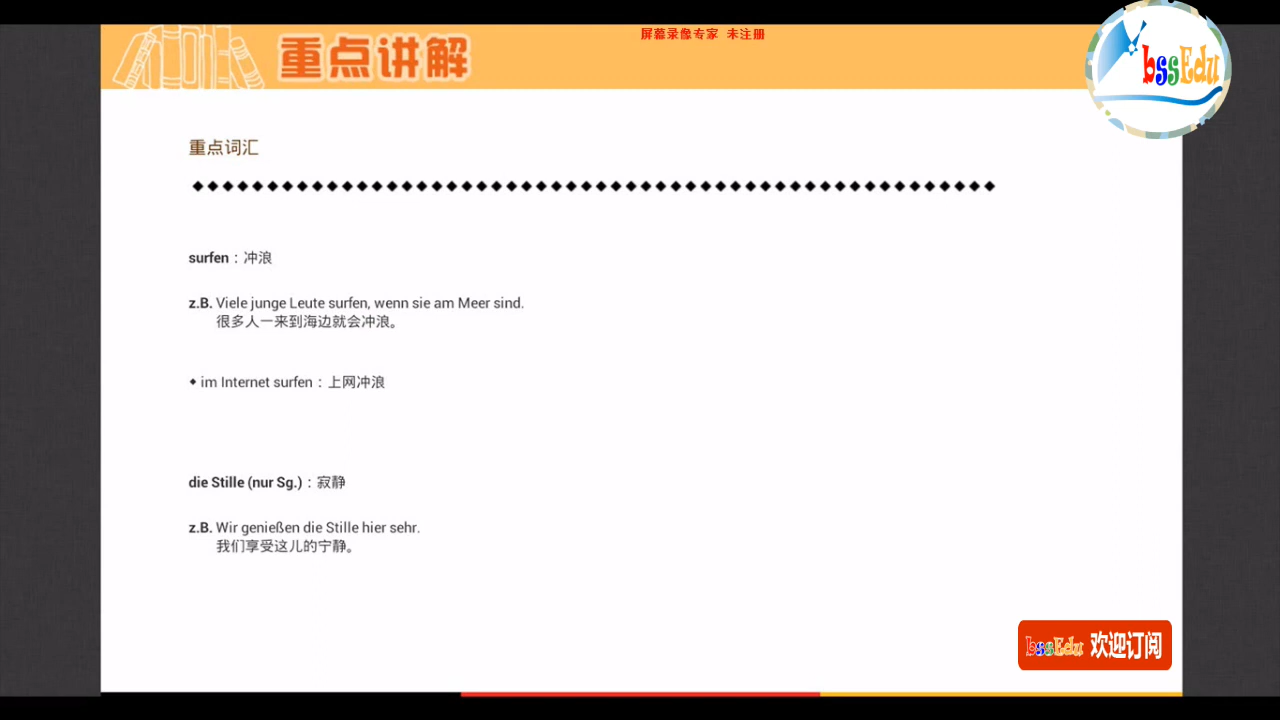 屏幕录像专家 未注册
重点讲解
bssEdu
重点词汇
surfen：冲浪
z.B. Viele junge Leute surfen, wenn sie am Meer sind.
很多人一来到海边就会冲浪。
im Internet surfen：上网冲浪
die Stille (nur Sg.)：寂静
z.B. Wir genießen die Stille hier sehr.
我们享受这儿的宁静。
bssEdu 欢迎订阅